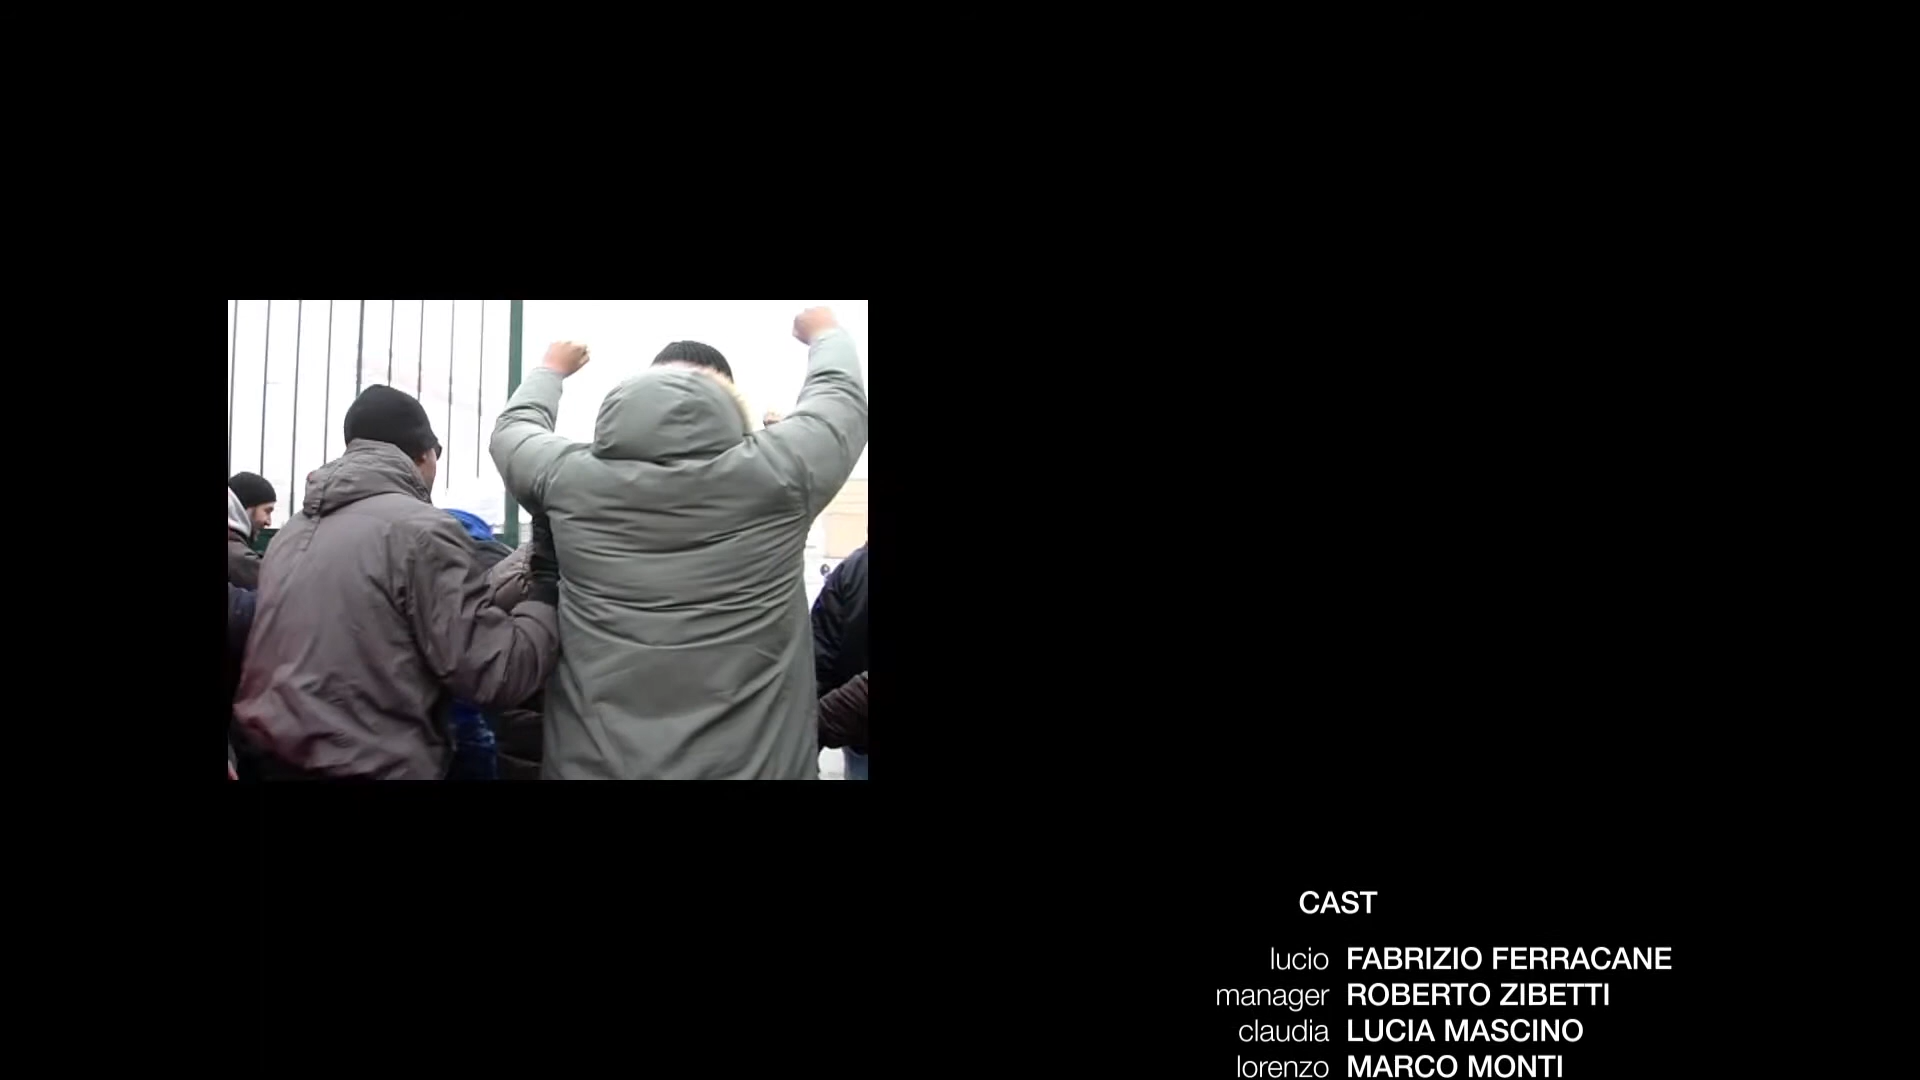 CAST
lucio FABRIZIO FERRACANE
manager ROBERTO ZIBETTI
claudia LUCIA MASCINO
lorenzo MARCO MONTI